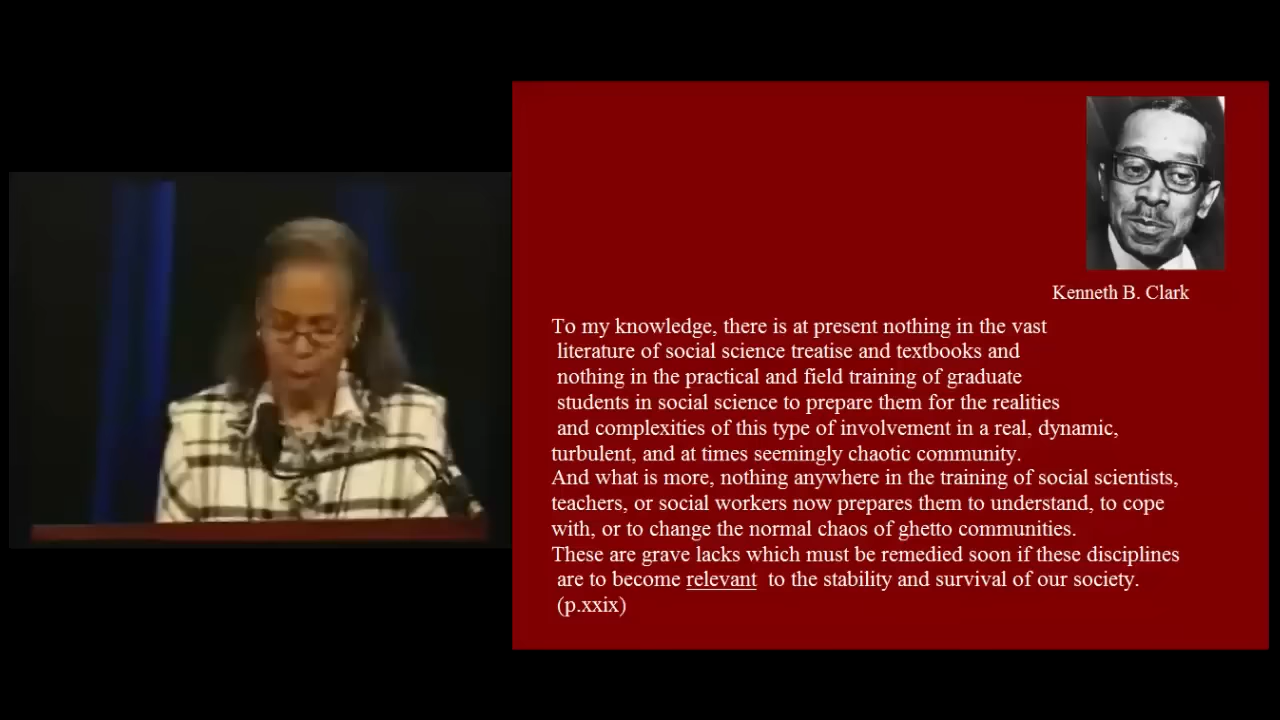 Kenneth B. Clark
To my knowledge, there is at present nothing in the vast
literature of social science treatise and textbooks and
nothing in the practical and field training of graduate
students in social science to prepare them for the realities
and complexities of this type of involvement in a real, dynamic,
turbulent, and at times seemingly chaotic community.
And what is more, nothing anywhere in the training of social scientists,
teachers, or social workers now prepares them to understand, to cope
with, or to change the normal chaos of ghetto communities.
These are grave lacks which must be remedied soon if these disciplines
are to become relevant to the stability and survival of our society.
(p.xxix)